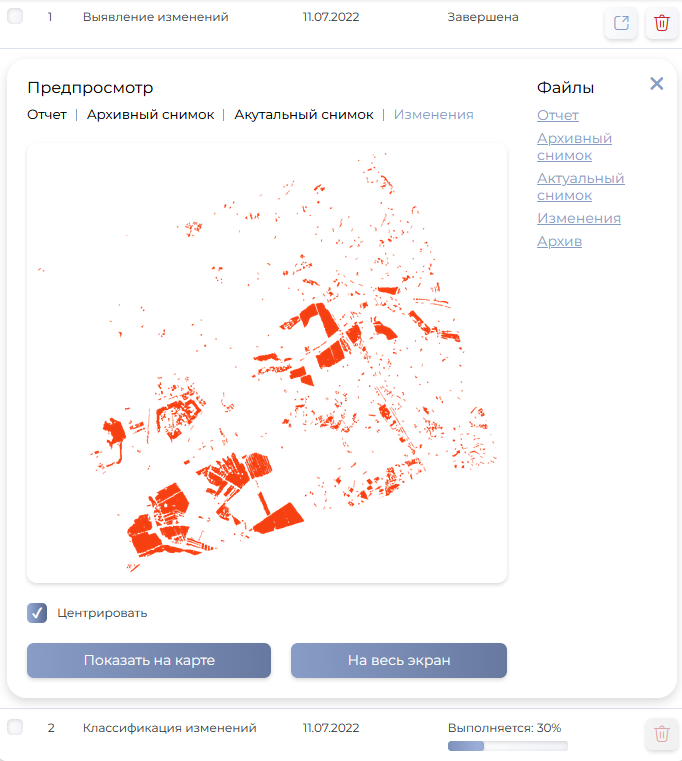 1 Выявление изменений 11.07.2022 Завершена
Предпросмотр
Файлы
Отчет | Архивный снимок | Акутальный снимок | Изменения
Отчет
Архивный
снимок
Актуальный
снимок
Изменения
Архив
Центрировать
Показать на карте
На весь экран
2 Классификация изменений 11.07.2022 Выполняется: 30%